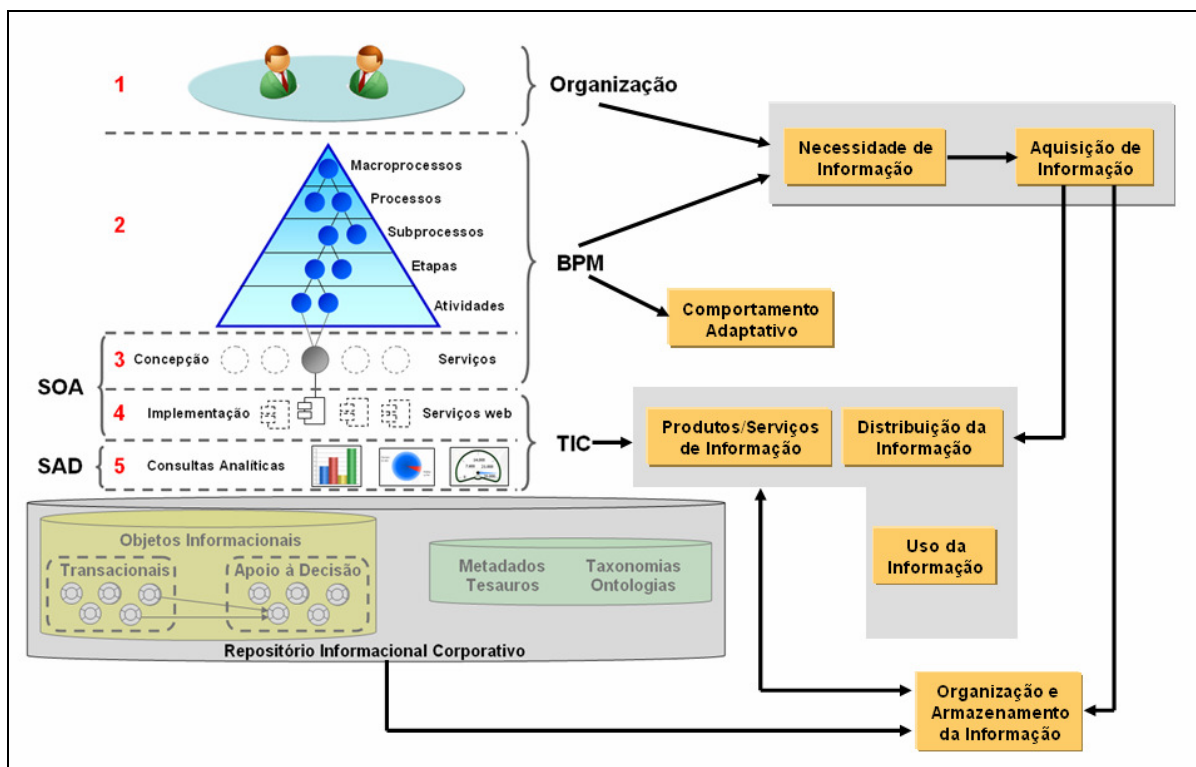 1
Organização
Macroprocessos
Processos
2
Subprocessos
Etapas
Atividades
BPM
SOA
3
Concepção
Serviços
4
Implementação
Serviços web
SAD
5
Consultas Analíticas
TIC
Objetos Informacionais
Transacionais
Apoio à Decisão
Metadados
Tesauros
Taxonomias
Ontologias
Repositório Informacional Corporativo
Necessidade de
Informação
Aquisição de
Informação
Comportamento
Adaptativo
Produtos/Serviços
de Informação
Distribuição da
Informação
Uso da
Informação
Organização e
Armazenamento
da Informação